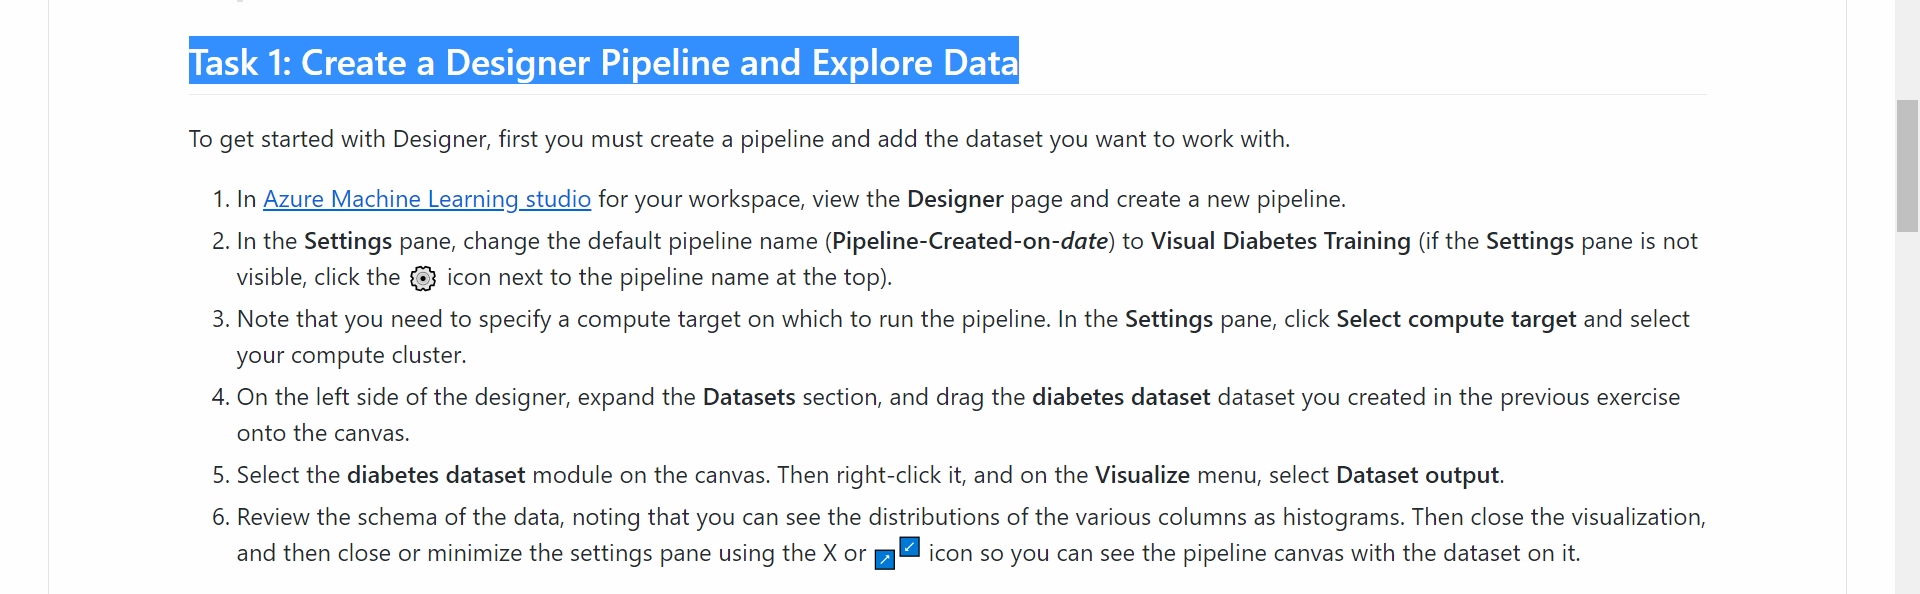 Task 1: Create a Designer Pipeline and Explore Data
To get started with Designer, first you must create a pipeline and add the dataset you want to work with.
1. In Azure Machine Learning studio for your workspace, view the Designer page and create a new pipeline.
2. In the Settings pane, change the default pipeline name (Pipeline-Created-on-date) to Visual Diabetes Training (if the Settings pane is not
visible, click the icon next to the pipeline name at the top).
3. Note that you need to specify a compute target on which to run the pipeline. In the Settings pane, click Select compute target and select
your compute cluster.
4. On the left side of the designer, expand the Datasets section, and drag the diabetes dataset dataset you created in the previous exercise
onto the canvas.
5. Select the diabetes dataset module on the canvas. Then right-click it, and on the Visualize menu, select Dataset output.
6. Review the schema of the data, noting that you can see the distributions of the various columns as histograms. Then close the visualization,
and then close or minimize the settings pane using the X or icon so you can see the pipeline canvas with the dataset on it.